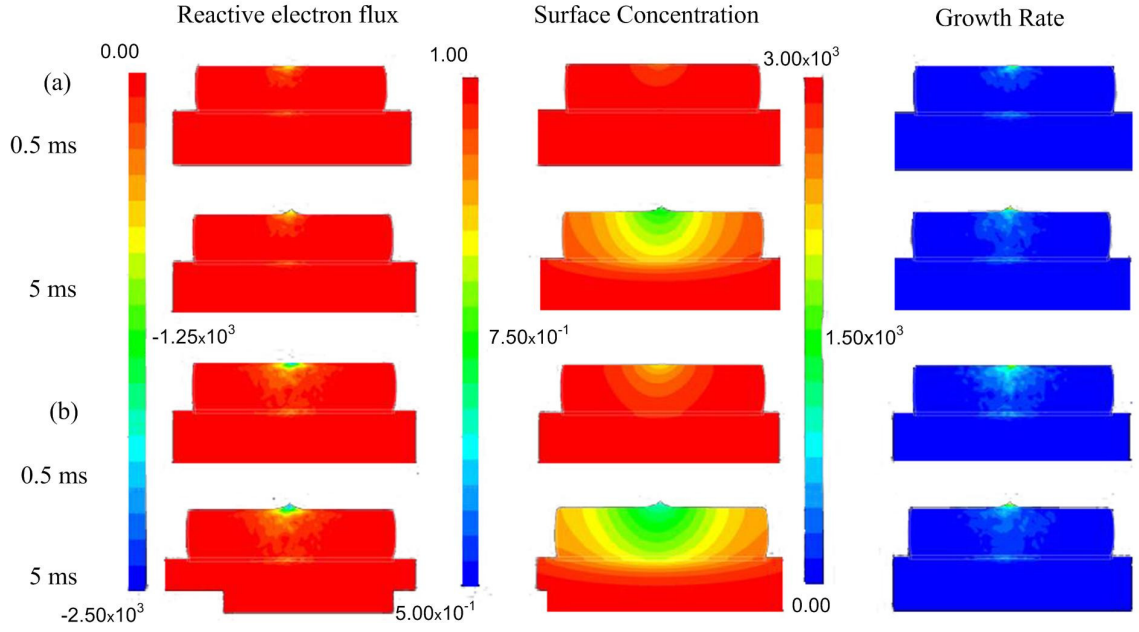 Reactive electron flux Surface Concentration Growth Rate
0.00 1.00 3.00x10³
(a)
0.5 ms
5 ms
-1.25x10³ 7.50x10⁻¹ 1.50x10³
(b)
0.5 ms
5 ms
-2.50x10³ 5.00x10⁻¹ 0.00